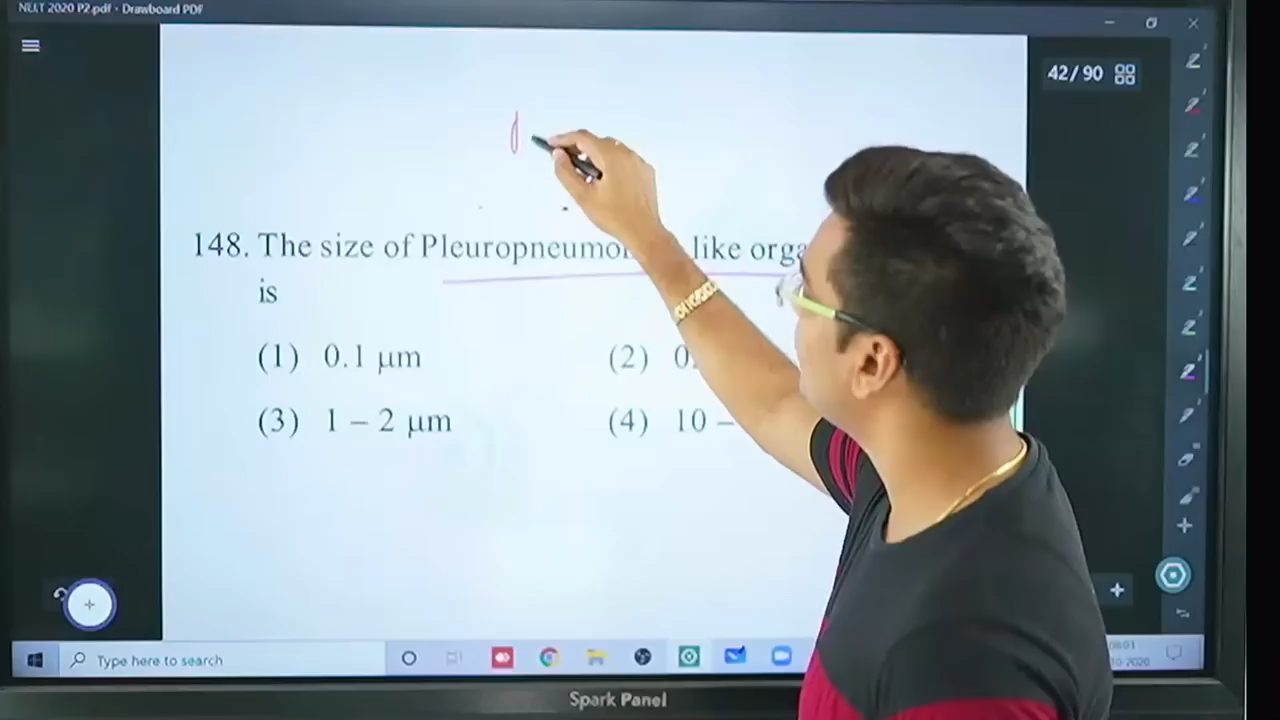 NEET 2020 P2.pdf - Drawboard PDF
42/90
148. The size of Pleuropneumo like orga
is
(1) 0.1 μm (2) 0.
(3) 1 – 2 μm (4) 10 –
Type here to search
Spark Panel